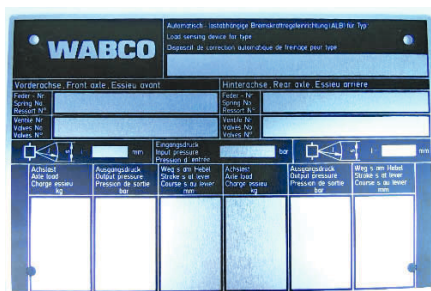 WABCO
Automatisch - lastabhängige Bremskraftregeleinrichtung (ALB) für Typ:
Load sensing device for type
Dispositif de correction automatique de freinage pour type
Vorderachse, Front axle, Essieu avant
Hinterachse, Rear axle, Essieu arrière
Feder - Nr
Spring No
Ressort N°
Feder - Nr
Spring No
Ressort N°
Ventile Nr
Valves No
Valves N°
Ventile Nr
Valves No
Valves N°
mm
Eingangsdruck
Input pressure
Pression d'entrée
bar
mm
Achslast
Axle load
Charge essieu
kg
Ausgangsdruck
Output pressure
Pression de sortie
bar
Weg s am Hebel
Stroke s at lever
Course s au levier
mm
Achslast
Axle load
Charge essieu
kg
Ausgangsdruck
Output pressure
Pression de sortie
bar
Weg s am Hebel
Stroke s at lever
Course s au levier
mm